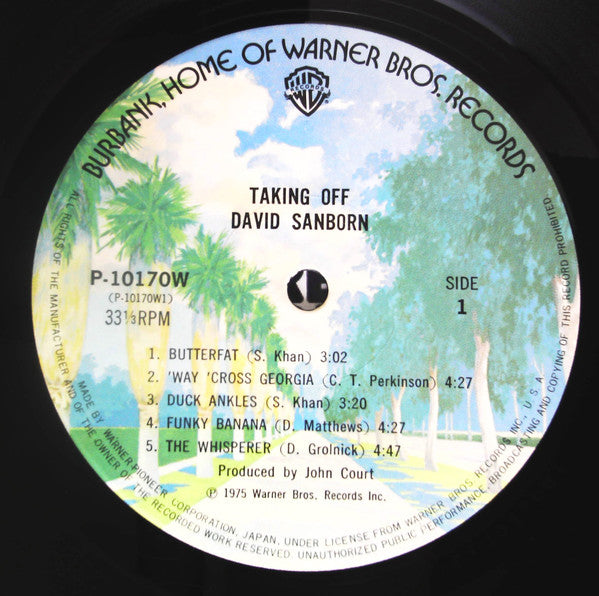 BURBANK, HOME OF WARNER BROS. RECORDS
WB
RECORDS
TAKING OFF
DAVID SANBORN
P-10170W
(P-10170W1)
33⅓RPM
SIDE
1
1. BUTTERFAT (S. Khan) 3:02
2. 'WAY 'CROSS GEORGIA (C. T. Perkinson) 4:27
3. DUCK ANKLES (S. Khan) 3:20
4. FUNKY BANANA (D. Matthews) 4:27
5. THE WHISPERER (D. Grolnick) 4:47
Produced by John Court
℗ 1975 Warner Bros. Records Inc.
MADE BY WARNER-PIONEER CORPORATION, JAPAN, UNDER LICENSE FROM WARNER BROS RECORDS INC., U.S.A.
ALL RIGHTS OF THE MANUFACTURER AND OF THE OWNER OF THE RECORDED WORK RESERVED. UNAUTHORIZED PUBLIC PERFORMANCE, BROADCASTING AND COPYING OF THIS RECORD PROHIBITED